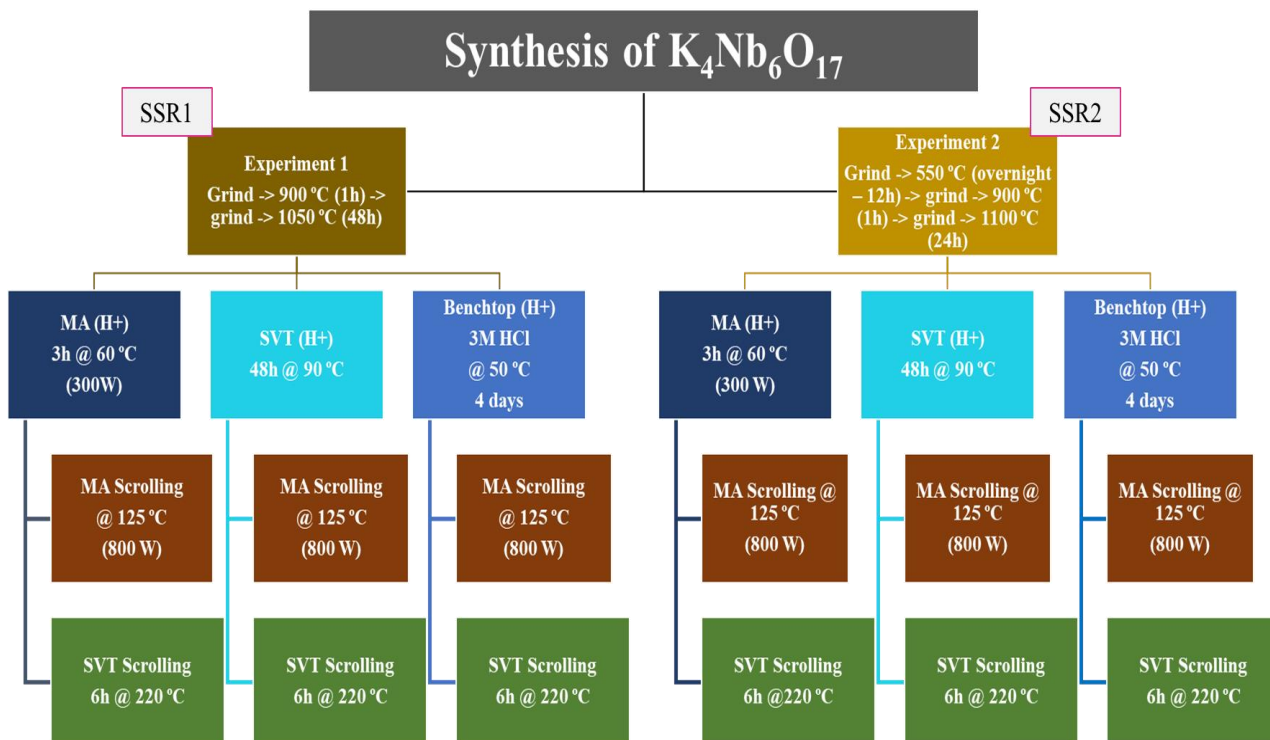 Synthesis of K₄Nb₆O₁₇
SSR1
SSR2
Experiment 1
Grind -> 900 ºC (1h) ->
grind -> 1050 ºC (48h)
Experiment 2
Grind -> 550 ºC (overnight
– 12h) -> grind -> 900 ºC
(1h) -> grind -> 1100 ºC
(24h)
MA (H+)
3h @ 60 ºC
(300W)
SVT (H+)
48h @ 90 ºC
Benchtop (H+)
3M HCl
@ 50 ºC
4 days
MA (H+)
3h @ 60 ºC
(300 W)
SVT (H+)
48h @ 90 ºC
Benchtop (H+)
3M HCl
@ 50 ºC
4 days
MA Scrolling
@ 125 ºC
(800 W)
MA Scrolling
@ 125 ºC
(800 W)
MA Scrolling
@ 125 ºC
(800 W)
MA Scrolling @
125 ºC
(800 W)
MA Scrolling @
125 ºC
(800 W)
MA Scrolling @
125 ºC
(800 W)
SVT Scrolling
6h @ 220 ºC
SVT Scrolling
6h @ 220 ºC
SVT Scrolling
6h @ 220 ºC
SVT Scrolling
6h @220 ºC
SVT Scrolling
6h @ 220 ºC
SVT Scrolling
6h @ 220 ºC